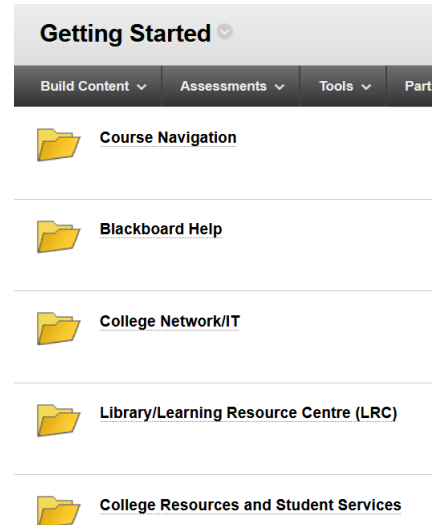 Getting Started
Build Content Assessments Tools Part
Course Navigation
Blackboard Help
College Network/IT
Library/Learning Resource Centre (LRC)
College Resources and Student Services